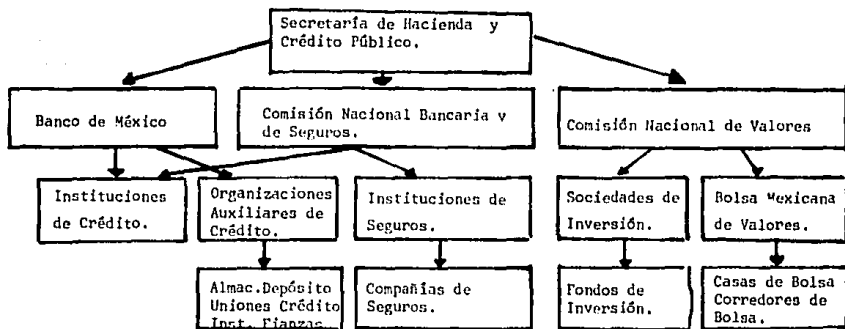 Secretaría de Hacienda y
Crédito Público.
Banco de México
Comisión Nacional Bancaria y
de Seguros.
Comisión Nacional de Valores
Instituciones
de Crédito.
Organizaciones
Auxiliares de
Crédito.
Instituciones de
Seguros.
Sociedades de
Inversión.
Bolsa Mexicana
de Valores.
Almac.Depósito
Uniones Crédito
Inst. Fianzas
Compañías de
Seguros.
Fondos de
Inversión.
Casas de Bolsa
Corredores de
Bolsa.